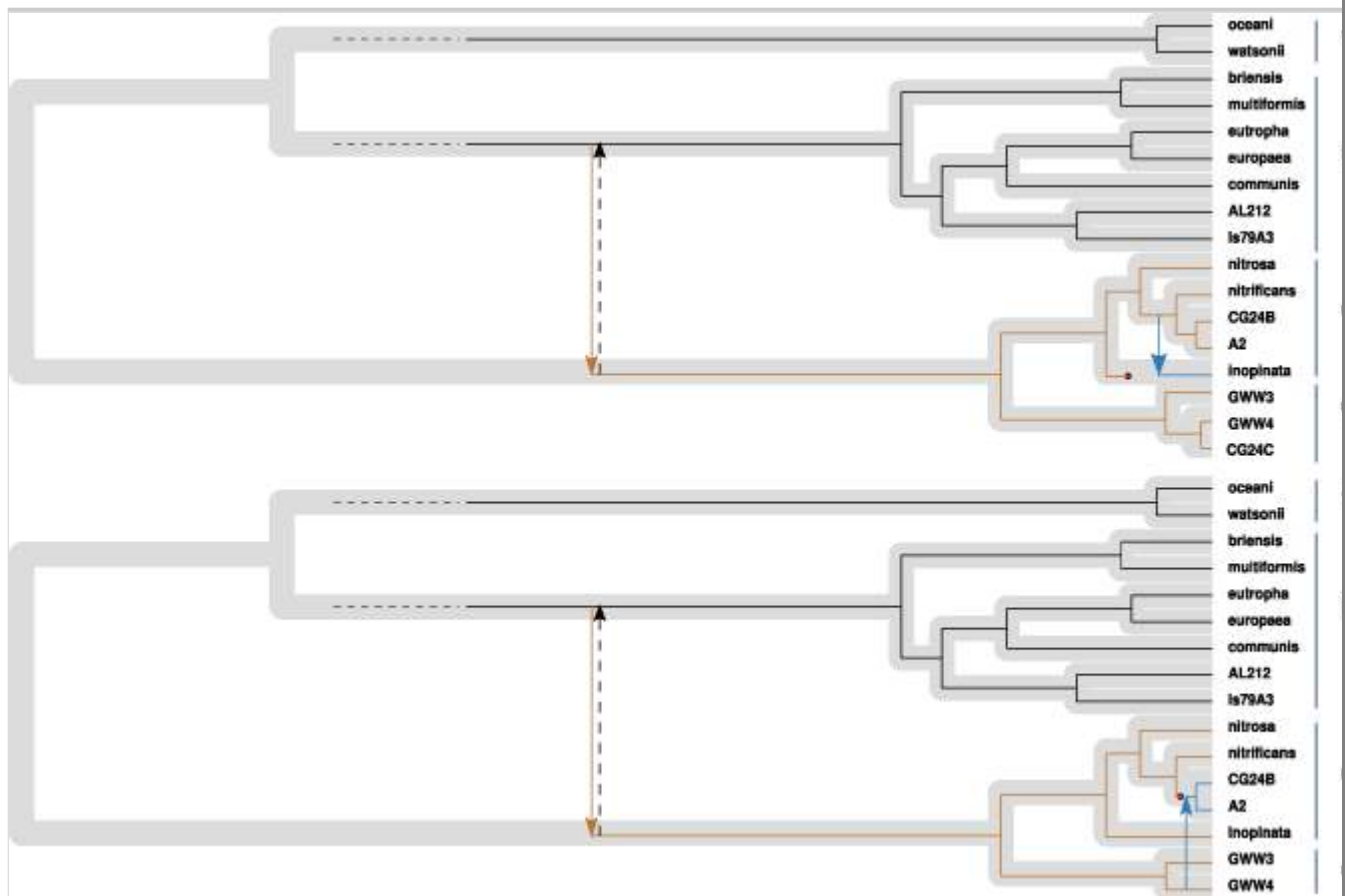 oceani
watsonii
briensis
multiformis
eutropha
europaea
communis
AL212
Is79A3
nitrosa
nitrificans
CG24B
A2
inopinata
GWW3
GWW4
CG24C
oceani
watsonii
briensis
multiformis
eutropha
europaea
communis
AL212
Is79A3
nitrosa
nitrificans
CG24B
A2
inopinata
GWW3
GWW4